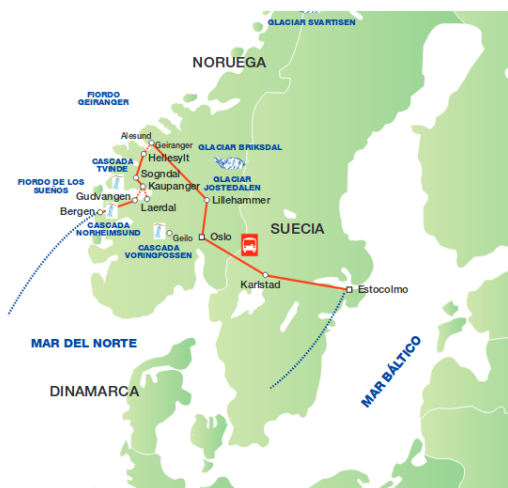 GLACIAR SVARTISEN
NORUEGA
FIORDO
GEIRANGER
Alesund
Geiranger
GLACIAR BRIKSDAL
Hellesylt
CASCADA
TVINDE
GLACIAR
JOSTEDALEN
Sogndal
FIORDO DE LOS
SUEÑOS
Kaupanger
Gudvangen
Laerdal
Lillehammer
Bergen
CASCADA
NORHEIMSUND
SUECIA
Geilo
Oslo
CASCADA
VORINGFOSSEN
Karlstad
Estocolmo
MAR DEL NORTE
MAR BÁLTICO
DINAMARCA